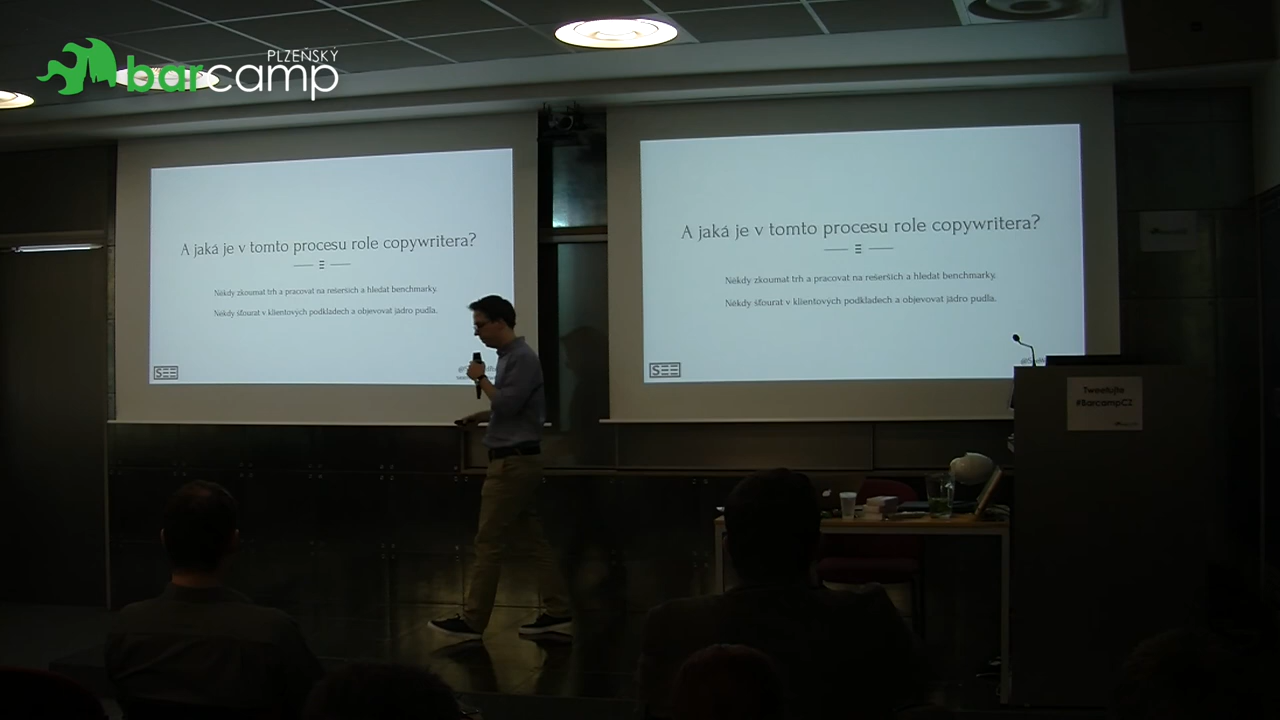 PLZEŇSKÝ
barcamp
A jaká je v tomto procesu role copywritera?
Někdy zkoumat trh a pracovat na rešerších a hledat benchmarky.
Někdy šťourat v klientových podkladech a objevovat jádro pudla.
SEE
A jaká je v tomto procesu role copywritera?
Někdy zkoumat trh a pracovat na rešerších a hledat benchmarky.
Někdy šťourat v klientových podkladech a objevovat jádro pudla.
SEE
Tweetujte
#BarcampCZ